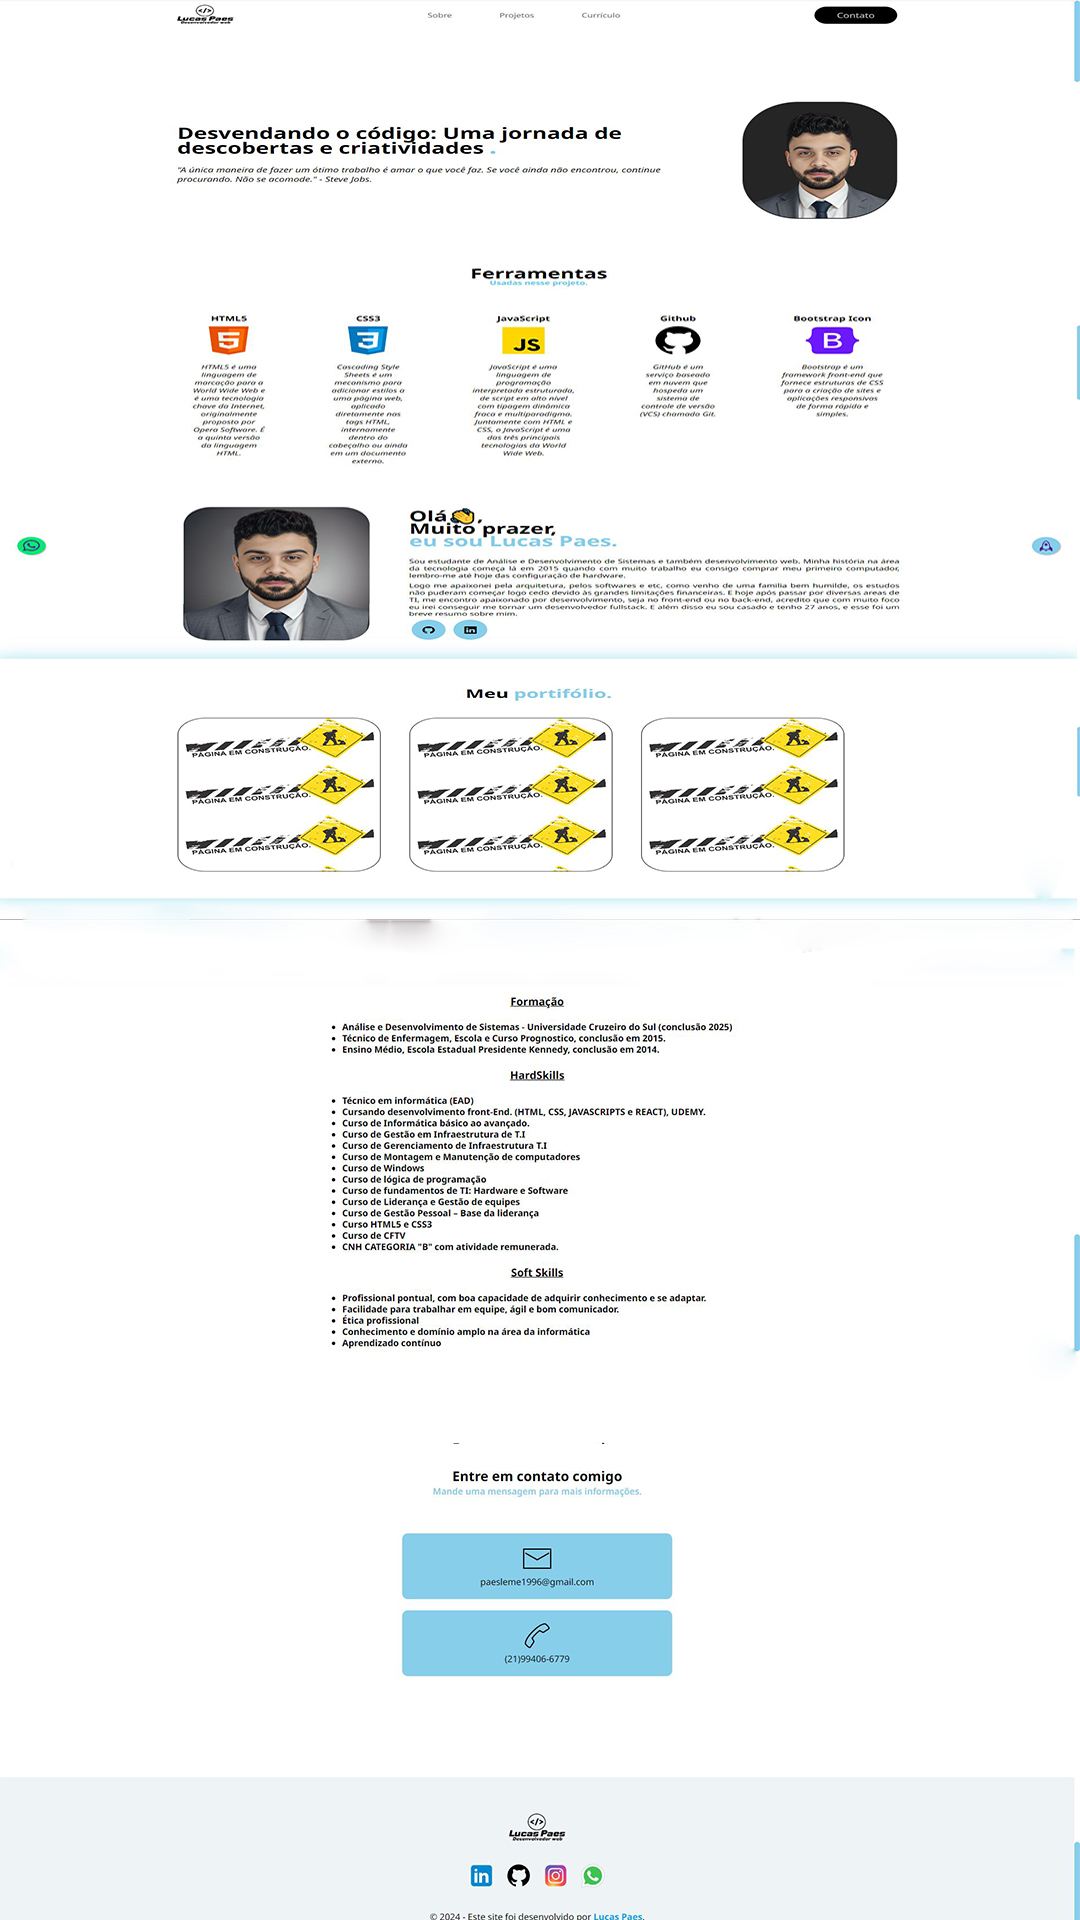 Lucas Paes
Desenvolvedor web
Sobre
Projetos
Currículo
Contato
Desvendando o código: Uma jornada de
descobertas e criatividades .
"A única maneira de fazer um ótimo trabalho é amar o que você faz. Se você ainda não encontrou, continue
procurando. Não se acomode." - Steve Jobs.
Ferramentas
Usadas nesse projeto.
HTML5
HTML5 é uma
linguagem de
marcação para a
World Wide Web e
é uma tecnologia
chave da Internet,
originalmente
proposto por
Opera Software. É
a quinta versão
da linguagem
HTML.
CSS3
Cascading Style
Sheets é um
mecanismo para
adicionar estilos a
uma página web,
aplicado
diretamente nas
tags HTML,
internamente
dentro do
cabeçalho ou ainda
em um documento
externo.
JavaScript
JS
JavaScript é uma
linguagem de
programação
interpretada estruturada,
de script em alto nível
com tipagem dinâmica
fraca e multiparadigma.
Juntamente com HTML e
CSS, o JavaScript é uma
das três principais
tecnologias da World
Wide Web.
Github
GitHub é um
serviço baseado
em nuvem que
hospeda um
sistema de
controle de versão
(VCS) chamado Git.
Bootstrap Icon
B
Bootstrap é um
framework front-end que
fornece estruturas de CSS
para a criação de sites e
aplicações responsivas
de forma rápida e
simples.
Olá👏,
Muito prazer,
eu sou Lucas Paes.
Sou estudante de Análise e Desenvolvimento de Sistemas e também desenvolvimento web. Minha história na área
da tecnologia começa lá em 2015 quando com muito trabalho eu consigo comprar meu primeiro computador,
lembro-me até hoje das configuração de hardware.
Logo me apaixonei pela arquitetura, pelos softwares e etc, como venho de uma familia bem humilde, os estudos
não puderam começar logo cedo devido às grandes limitações financeiras. E hoje após passar por diversas areas de
TI, me encontro apaixonado por desenvolvimento, seja no front-end ou no back-end, acredito que com muito foco
eu irei conseguir me tornar um desenvolvedor fullstack. E além disso eu sou casado e tenho 27 anos, e esse foi um
breve resumo sobre mim.
Meu portifólio.
PÁGINA EM CONSTRUÇÃO.
PÁGINA EM CONSTRUÇÃO.
PÁGINA EM CONSTRUÇÃO.
PÁGINA EM CONSTRUÇÃO.
PÁGINA EM CONSTRUÇÃO.
PÁGINA EM CONSTRUÇÃO.
PÁGINA EM CONSTRUÇÃO.
PÁGINA EM CONSTRUÇÃO.
PÁGINA EM CONSTRUÇÃO.
Formação
• Análise e Desenvolvimento de Sistemas - Universidade Cruzeiro do Sul (conclusão 2025)
• Técnico de Enfermagem, Escola e Curso Prognostico, conclusão em 2015.
• Ensino Médio, Escola Estadual Presidente Kennedy, conclusão em 2014.
HardSkills
• Técnico em informática (EAD)
• Cursando desenvolvimento front-End. (HTML, CSS, JAVASCRIPTS e REACT), UDEMY.
• Curso de Informática básico ao avançado.
• Curso de Gestão em Infraestrutura de T.I
• Curso de Gerenciamento de Infraestrutura T.I
• Curso de Montagem e Manutenção de computadores
• Curso de Windows
• Curso de lógica de programação
• Curso de fundamentos de TI: Hardware e Software
• Curso de Liderança e Gestão de equipes
• Curso de Gestão Pessoal – Base da liderança
• Curso HTML5 e CSS3
• Curso de CFTV
• CNH CATEGORIA "B" com atividade remunerada.
Soft Skills
• Profissional pontual, com boa capacidade de adquirir conhecimento e se adaptar.
• Facilidade para trabalhar em equipe, ágil e bom comunicador.
• Ética profissional
• Conhecimento e domínio amplo na área da informática
• Aprendizado contínuo
Entre em contato comigo
Mande uma mensagem para mais informações.
paesleme1996@gmail.com
(21)99406-6779
Lucas Paes
Desenvolvedor web
© 2024 - Este site foi desenvolvido por Lucas Paes.